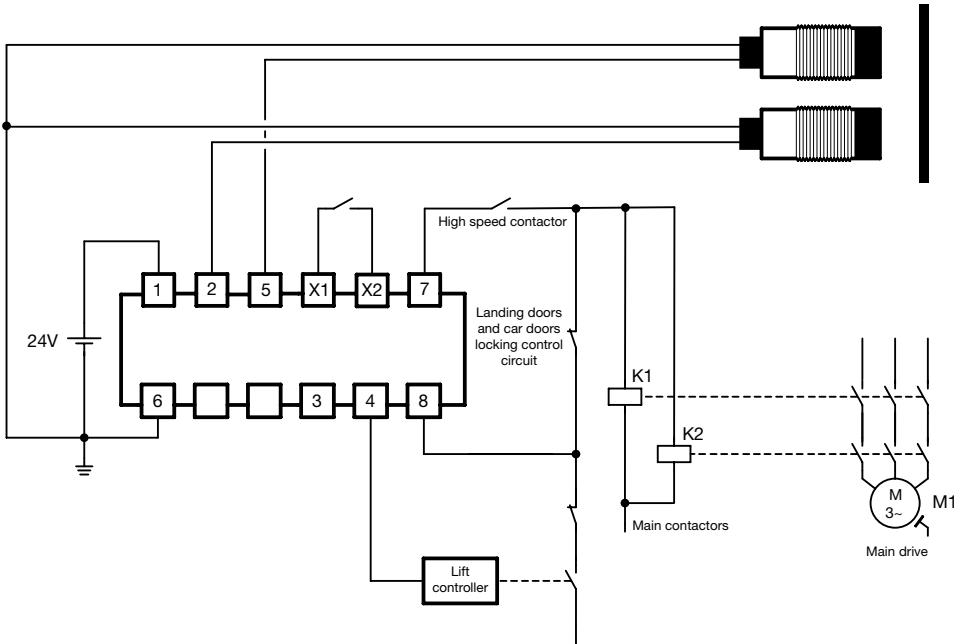 High speed contactor
1
2
5
X1
X2
7
24V
Landing doors
and car doors
locking control
circuit
K1
6
3
4
8
K2
M
3~
M1
Main contactors
Main drive
Lift
controller